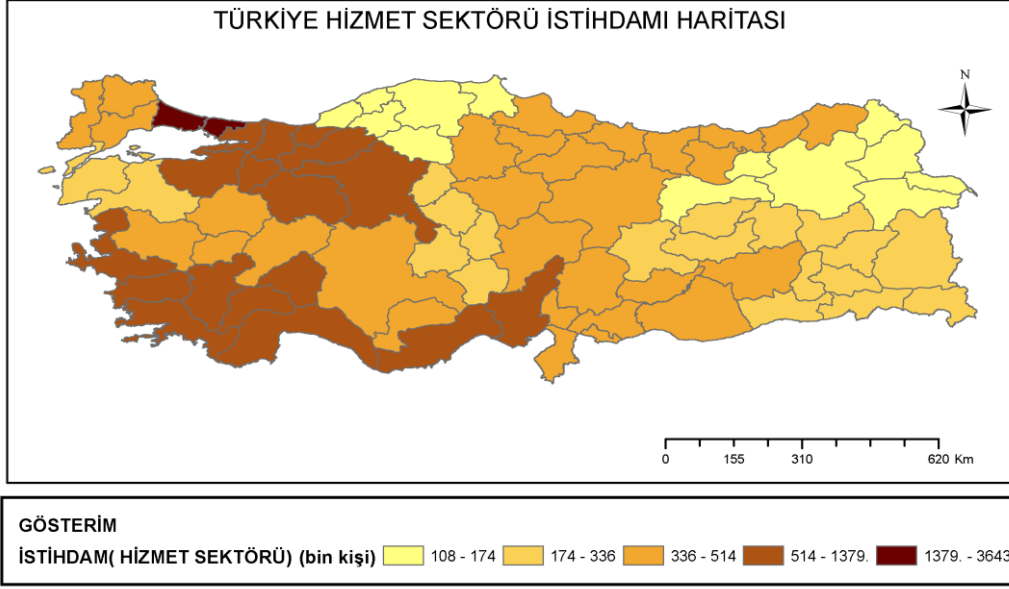 TÜRKİYE HİZMET SEKTÖRÜ İSTİHDAMI HARİTASI
N
0 155 310 620 Km
GÖSTERİM
İSTİHDAM( HİZMET SEKTÖRÜ) (bin kişi) 108 - 174 174 - 336 336 - 514 514 - 1379. 1379. - 3643